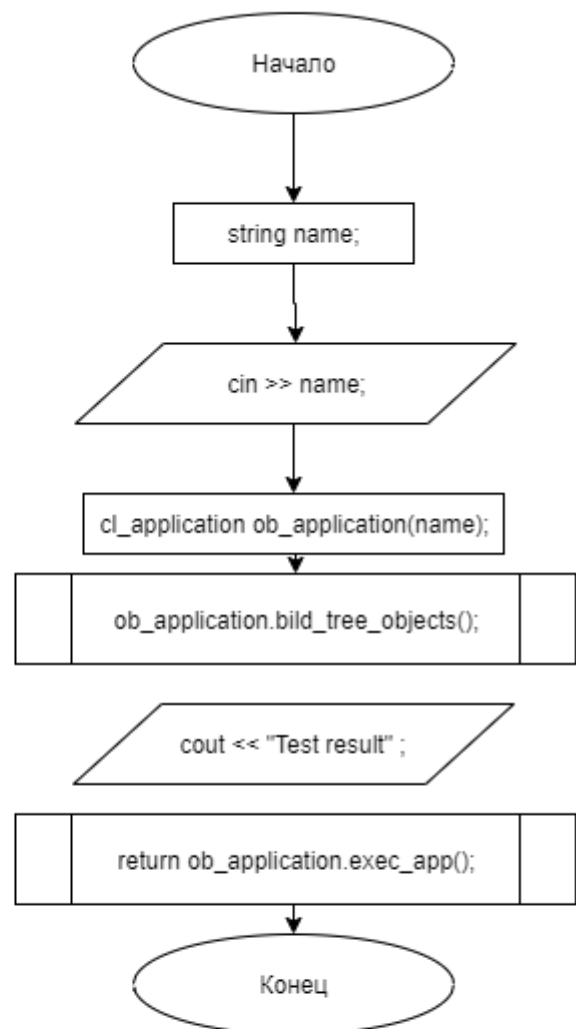 Начало
string name;
cin >> name;
cl_application ob_application(name);
ob_application.bild_tree_objects();
cout << "Test result" ;
return ob_application.exec_app();
Конец